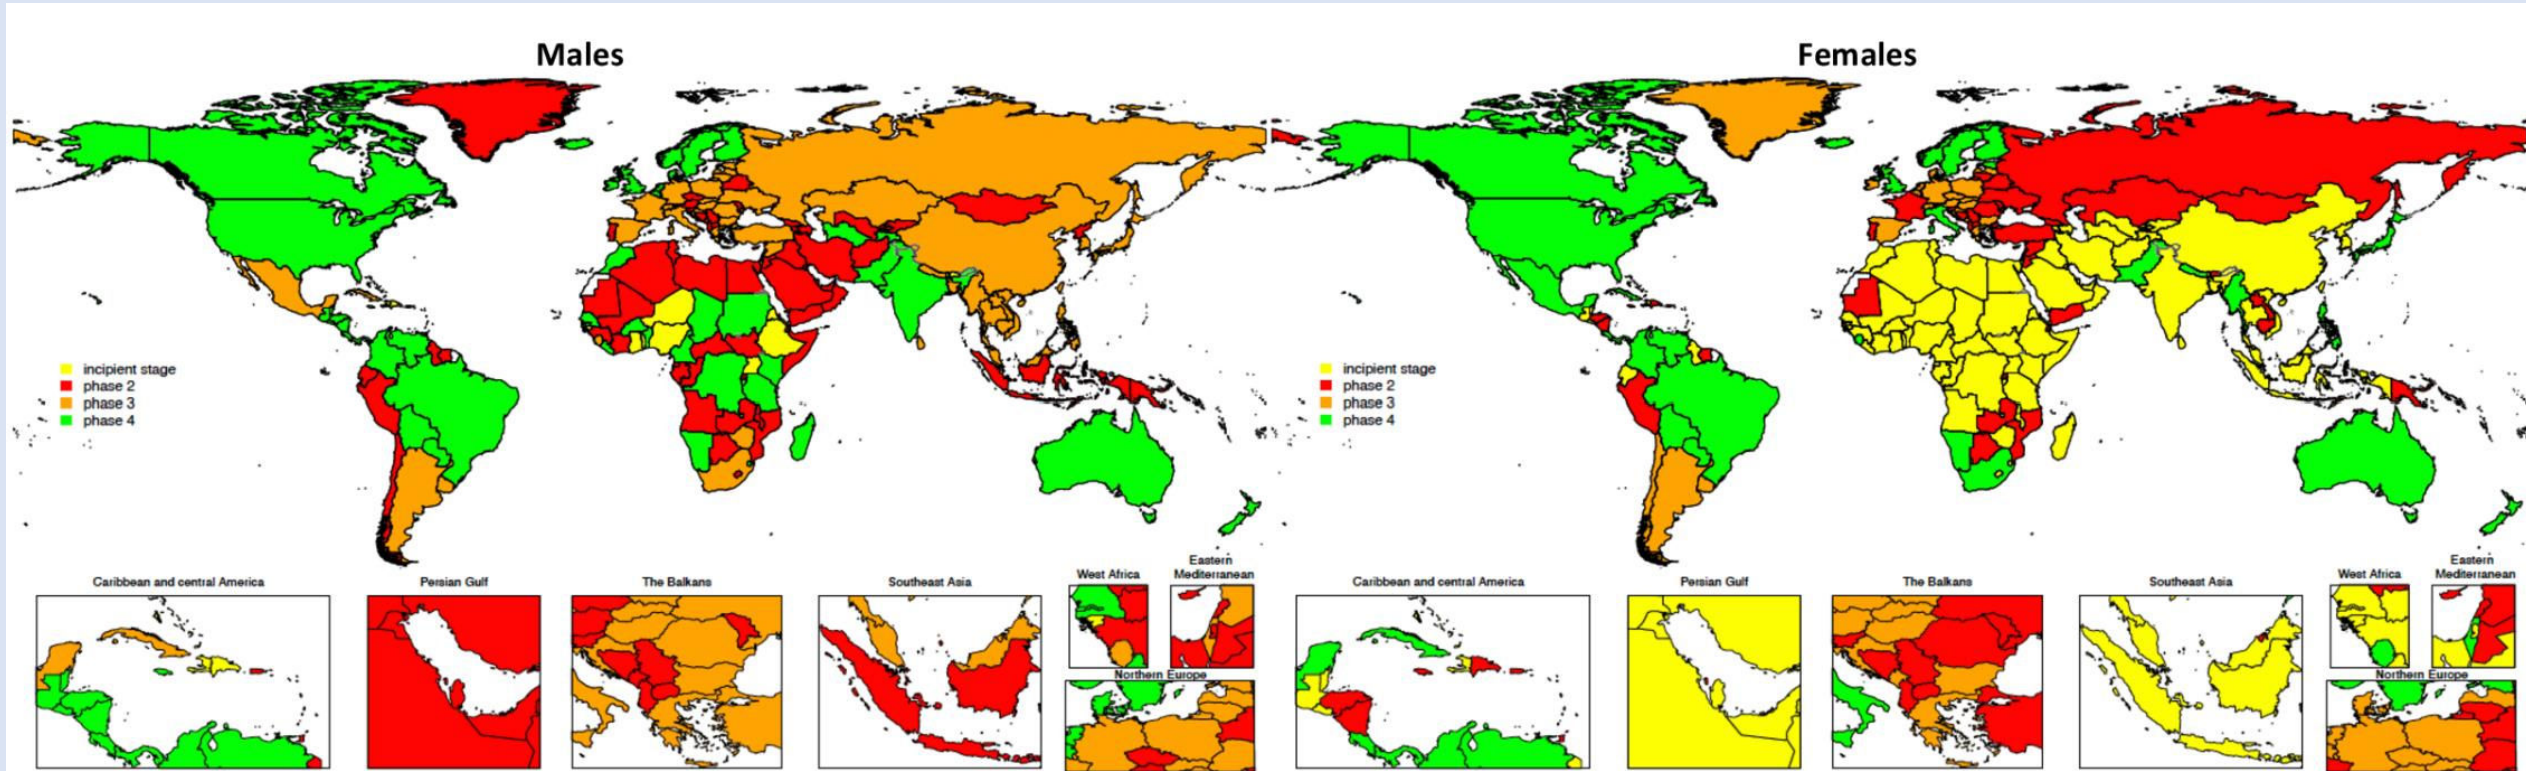 Males
Females
incipient stage
phase 2
phase 3
phase 4
incipient stage
phase 2
phase 3
phase 4
Caribbean and central America
Persian Gulf
The Balkans
Southeast Asia
West Africa
Eastern
Mediterranean
Northern Europe
Caribbean and central America
Persian Gulf
The Balkans
Southeast Asia
West Africa
Eastern
Mediterranean
Northern Europe